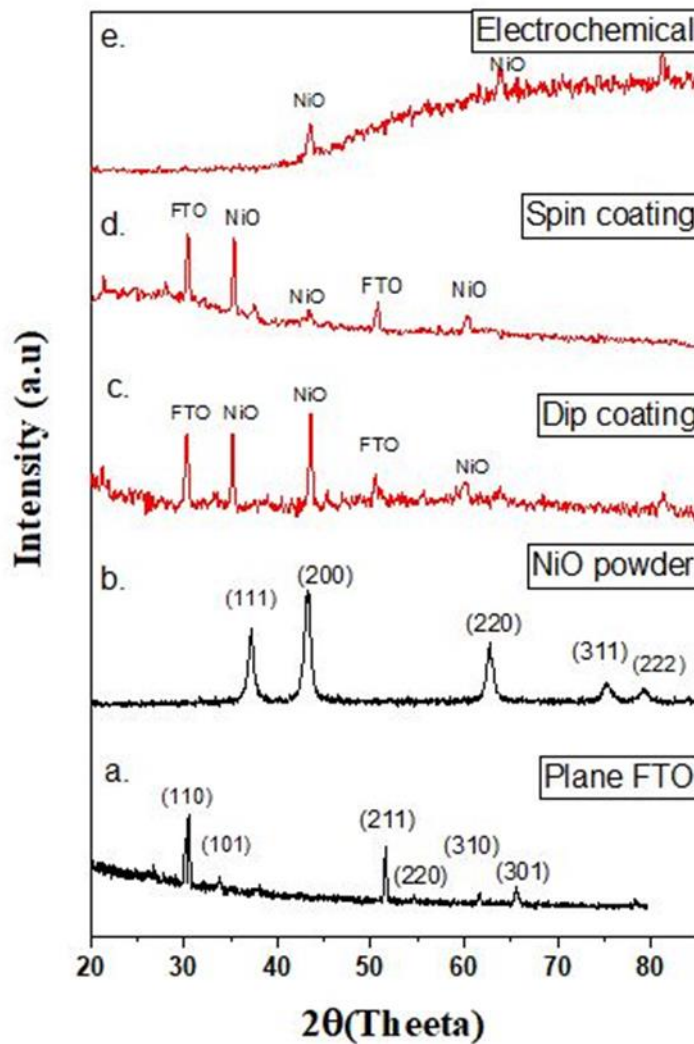 e.
Electrochemical
NiO
NiO
d.
Spin coating
FTO
NiO
NiO
FTO
NiO
c.
Dip coating
FTO
NiO
NiO
FTO
NiO
b.
NiO powder
(111)
(200)
(220)
(311)
(222)
a.
Plane FTO
(110)
(101)
(211)
(220)
(310)
(301)
20 30 40 50 60 70 80
2θ(Theeta)
Intensity (a.u)